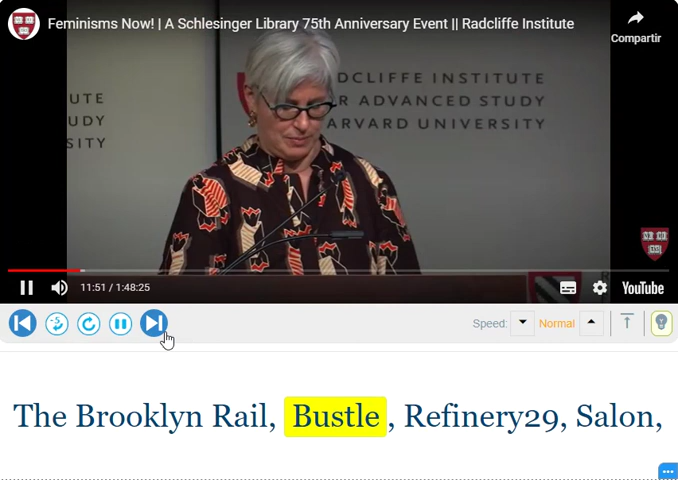 Feminisms Now! | A Schlesinger Library 75th Anniversary Event || Radcliffe Institute
Compartir
UTE
UDY
SITY
DCLIFFE INSTITUTE
R ADVANCED STUDY
ARVARD UNIVERSITY
11:51 / 1:48:25
YouTube
-5
Speed:
Normal
The Brooklyn Rail, Bustle, Refinery29, Salon,